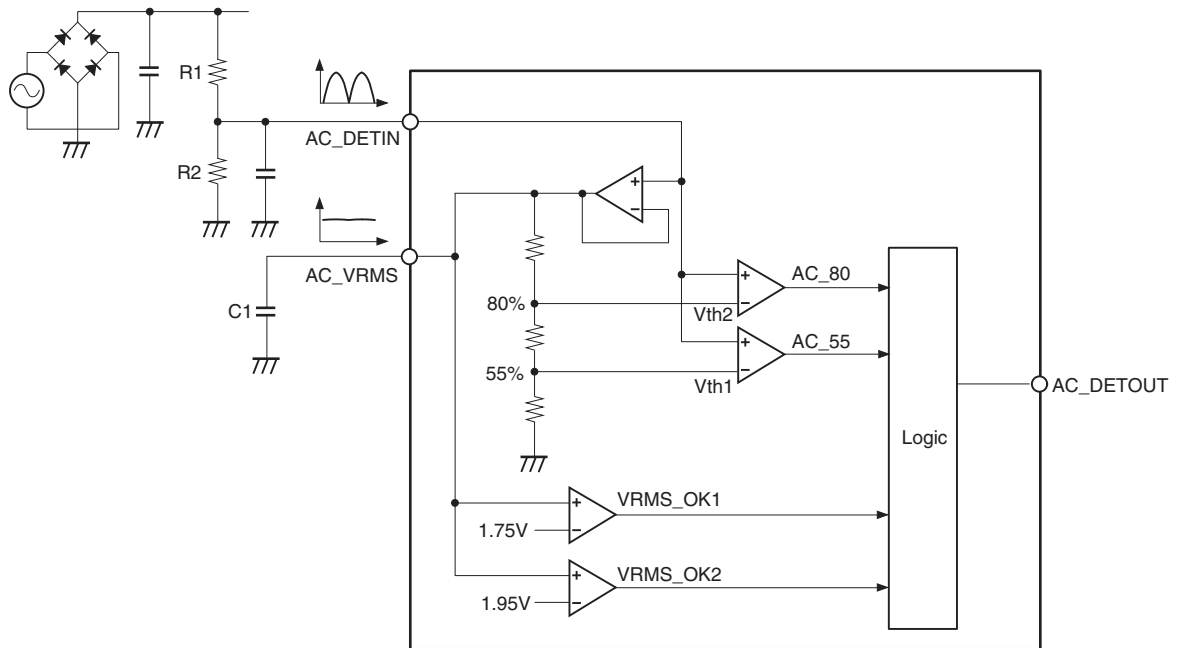 R1
AC_DETIN
R2
AC_VRMS
C1
80%
55%
+
−
+
−
Vth2
AC_80
+
−
Vth1
AC_55
Logic
AC_DETOUT
+
−
1.75V
VRMS_OK1
+
−
1.95V
VRMS_OK2